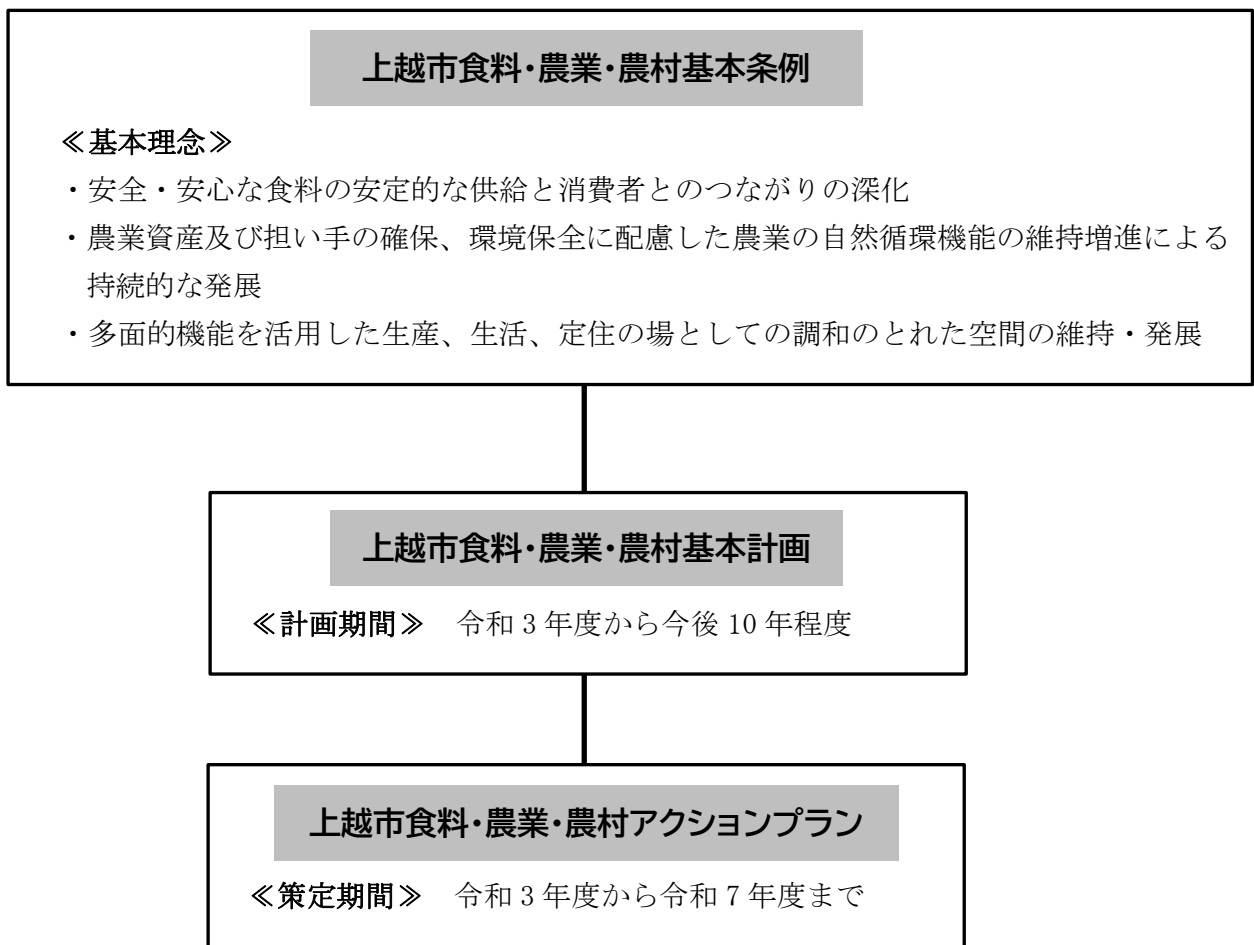 上越市食料・農業・農村基本条例
≪基本理念≫
・安全・安心な食料の安定的な供給と消費者とのつながりの深化
・農業資産及び担い手の確保、環境保全に配慮した農業の自然循環機能の維持増進による
持続的な発展
・多面的機能を活用した生産、生活、定住の場としての調和のとれた空間の維持・発展
上越市食料・農業・農村基本計画
≪計画期間≫　令和 3 年度から今後 10 年程度
上越市食料・農業・農村アクションプラン
≪策定期間≫　令和 3 年度から令和 7 年度まで